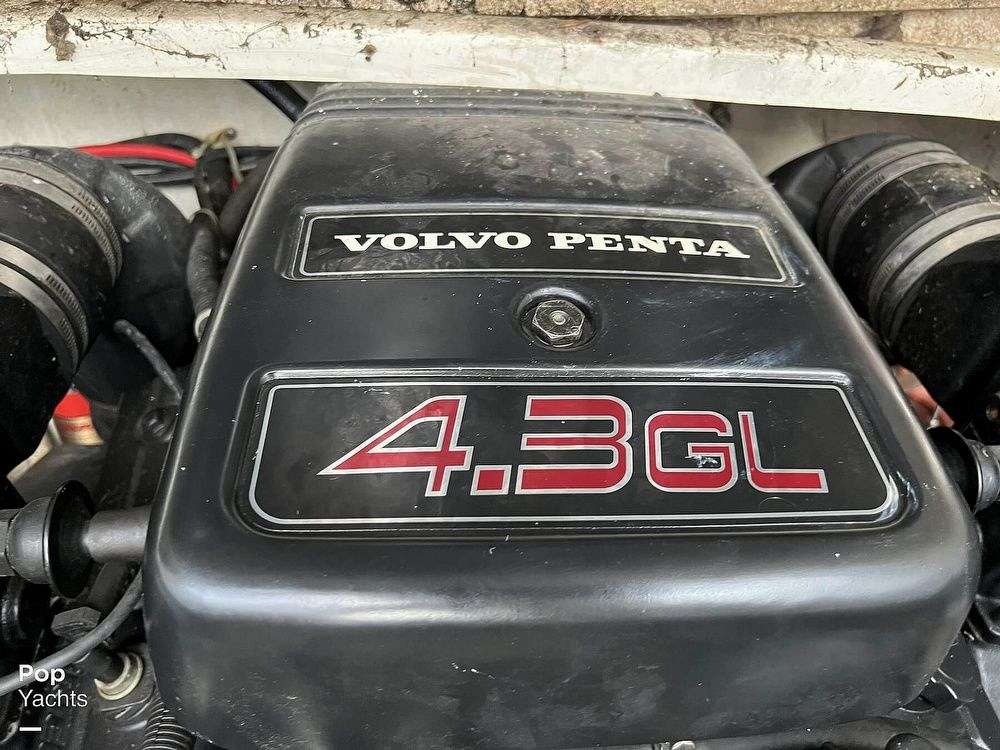 VOLVO PENTA
4.3GL
Pop
Yachts